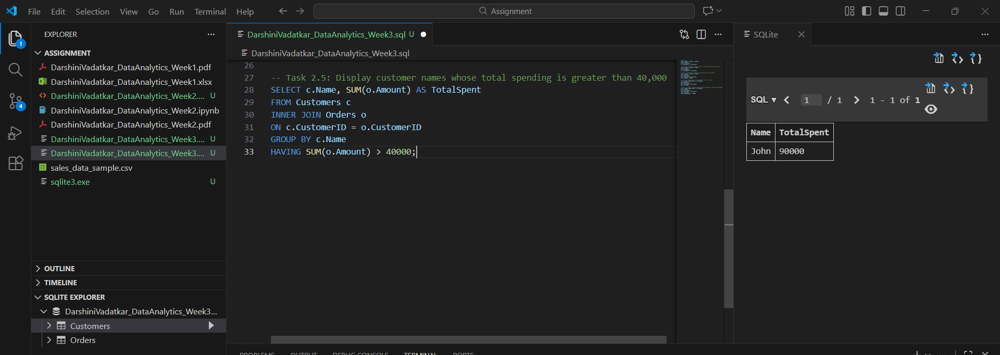 File Edit Selection View Go Run Terminal Help
Assignment
EXPLORER
1
ASSIGNMENT
DarshiniVadatkar_DataAnalytics_Week1.pdf
DarshiniVadatkar_DataAnalytics_Week1.xlsx
DarshiniVadatkar_DataAnalytics_Week2.... U
4
DarshiniVadatkar_DataAnalytics_Week2.ipynb
DarshiniVadatkar_DataAnalytics_Week2.pdf
DarshiniVadatkar_DataAnalytics_Week3.... U
DarshiniVadatkar_DataAnalytics_Week3.... U
sales_data_sample.csv
sqlite3.exe U
OUTLINE
TIMELINE
SQLITE EXPLORER
DarshiniVadatkar_DataAnalytics_Week3...
Customers
Orders
DarshiniVadatkar_DataAnalytics_Week3.sql U
DarshiniVadatkar_DataAnalytics_Week3.sql
26
27 -- Task 2.5: Display customer names whose total spending is greater than 40,000
28 SELECT c.Name, SUM(o.Amount) AS TotalSpent
29 FROM Customers c
30 INNER JOIN Orders o
31 ON c.CustomerID = o.CustomerID
32 GROUP BY c.Name
33 HAVING SUM(o.Amount) > 40000;
PROBLEMS OUTPUT DEBUG CONSOLE TERMINAL PORTS
SQLite
SQL 1 / 1 1 - 1 of 1
Name TotalSpent
John 90000